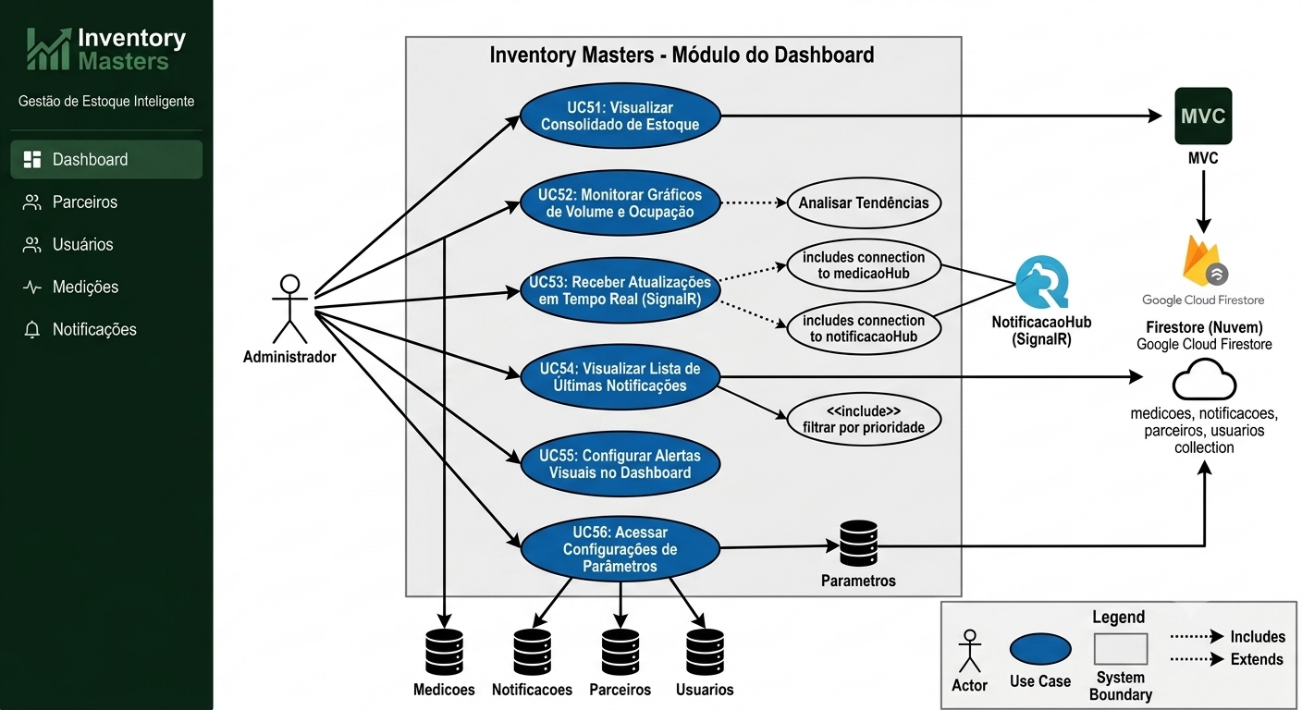 Inventory
Masters
Gestão de Estoque Inteligente
Dashboard
Parceiros
Usuários
Medições
Notificações
Inventory Masters - Módulo do Dashboard
UC51: Visualizar
Consolidado de Estoque
UC52: Monitorar Gráficos
de Volume e Ocupação
Analisar Tendências
UC53: Receber Atualizações
em Tempo Real (SignalR)
includes connection
to medicaoHub
includes connection
to notificacaoHub
NotificacaoHub
(SignalR)
UC54: Visualizar Lista de
Últimas Notificações
<<include>>
filtrar por prioridade
UC55: Configurar Alertas
Visuais no Dashboard
UC56: Acessar
Configurações de
Parâmetros
Parametros
Administrador
MVC
MVC
Google Cloud Firestore
Firestore (Nuvem)
Google Cloud Firestore
medicoes, notificacoes,
parceiros, usuarios
collection
Medicoes
Notificacoes
Parceiros
Usuarios
Legend
Actor
Use Case
System
Boundary
Includes
Extends